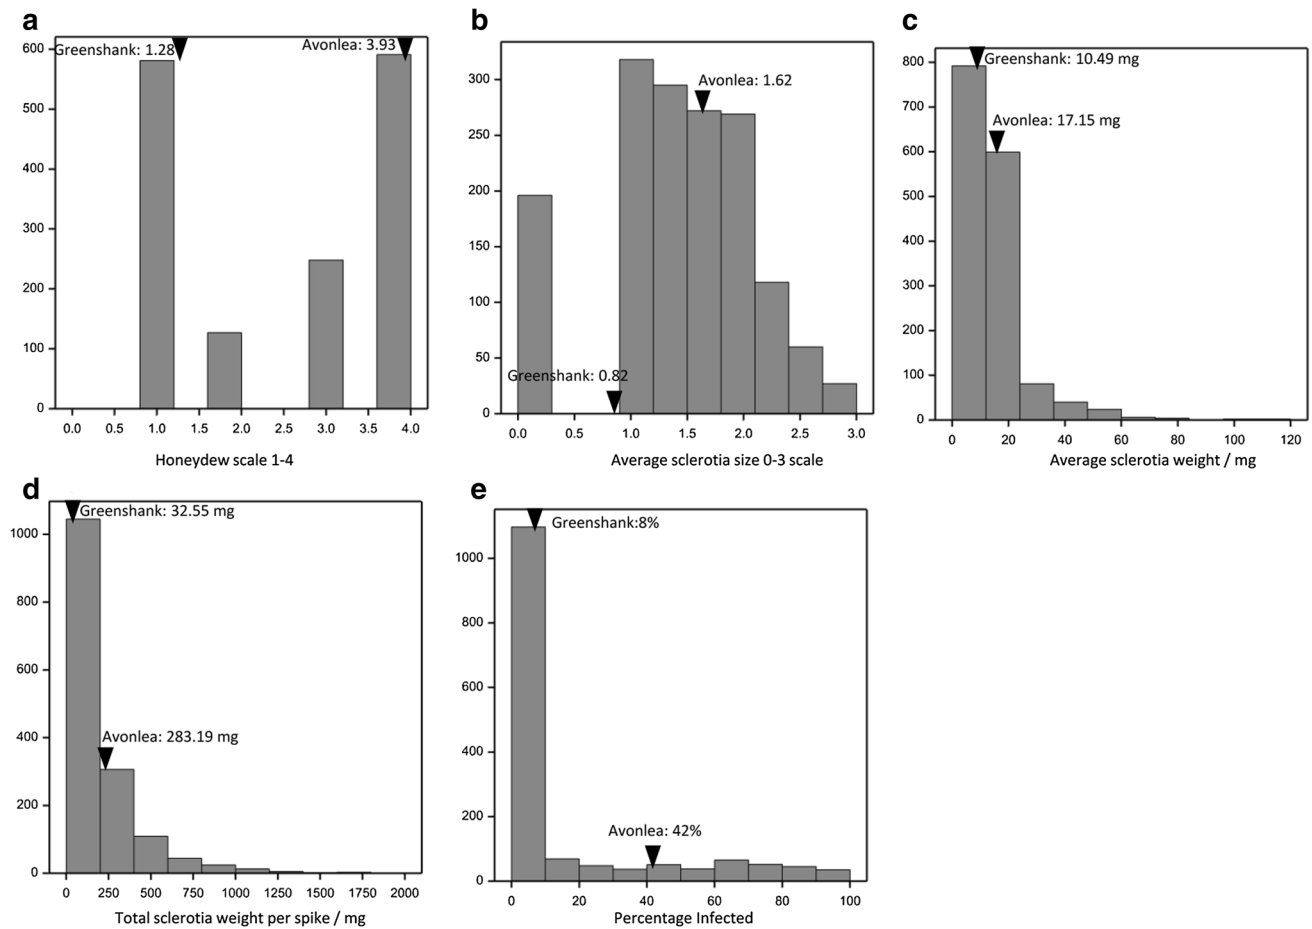 a
Greenshank: 1.28
Avonlea: 3.93
600
500
400
300
200
100
0
0.0 0.5 1.0 1.5 2.0 2.5 3.0 3.5 4.0
Honeydew scale 1-4
b
Avonlea: 1.62
Greenshank: 0.82
300
250
200
150
100
50
0
0.0 0.5 1.0 1.5 2.0 2.5 3.0
Average sclerotia size 0-3 scale
c
Greenshank: 10.49 mg
Avonlea: 17.15 mg
800
700
600
500
400
300
200
100
0
0 20 40 60 80 100 120
Average sclerotia weight / mg
d
Greenshank: 32.55 mg
Avonlea: 283.19 mg
1000
800
600
400
200
0
0 250 500 750 1000 1250 1500 1750 2000
Total sclerotia weight per spike / mg
e
Greenshank:8%
Avonlea: 42%
1000
800
600
400
200
0
0 20 40 60 80 100
Percentage Infected